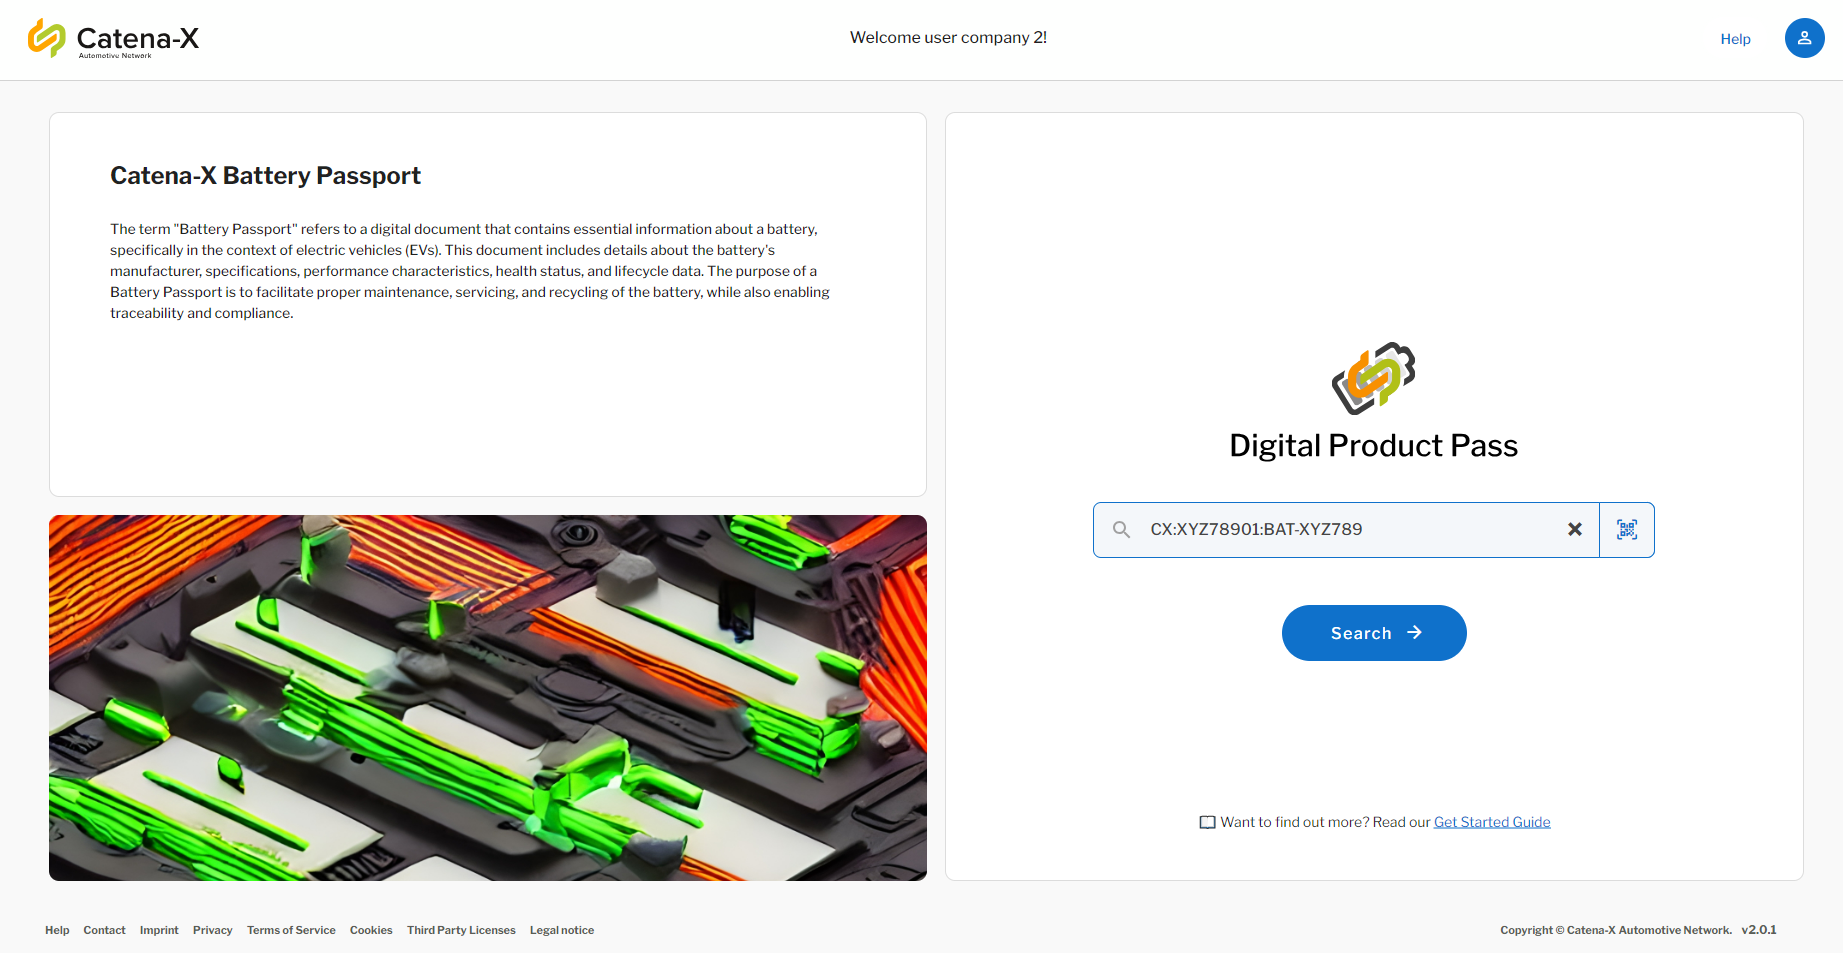 Catena-X
Automotive Network
Welcome user company 2!
Help
Catena-X Battery Passport
The term "Battery Passport" refers to a digital document that contains essential information about a battery,
specifically in the context of electric vehicles (EVs). This document includes details about the battery's
manufacturer, specifications, performance characteristics, health status, and lifecycle data. The purpose of a
Battery Passport is to facilitate proper maintenance, servicing, and recycling of the battery, while also enabling
traceability and compliance.
Digital Product Pass
CX:XYZ78901:BAT-XYZ789
Search
Want to find out more? Read our Get Started Guide
Help Contact Imprint Privacy Terms of Service Cookies Third Party Licenses Legal notice
Copyright © Catena-X Automotive Network. v2.0.1